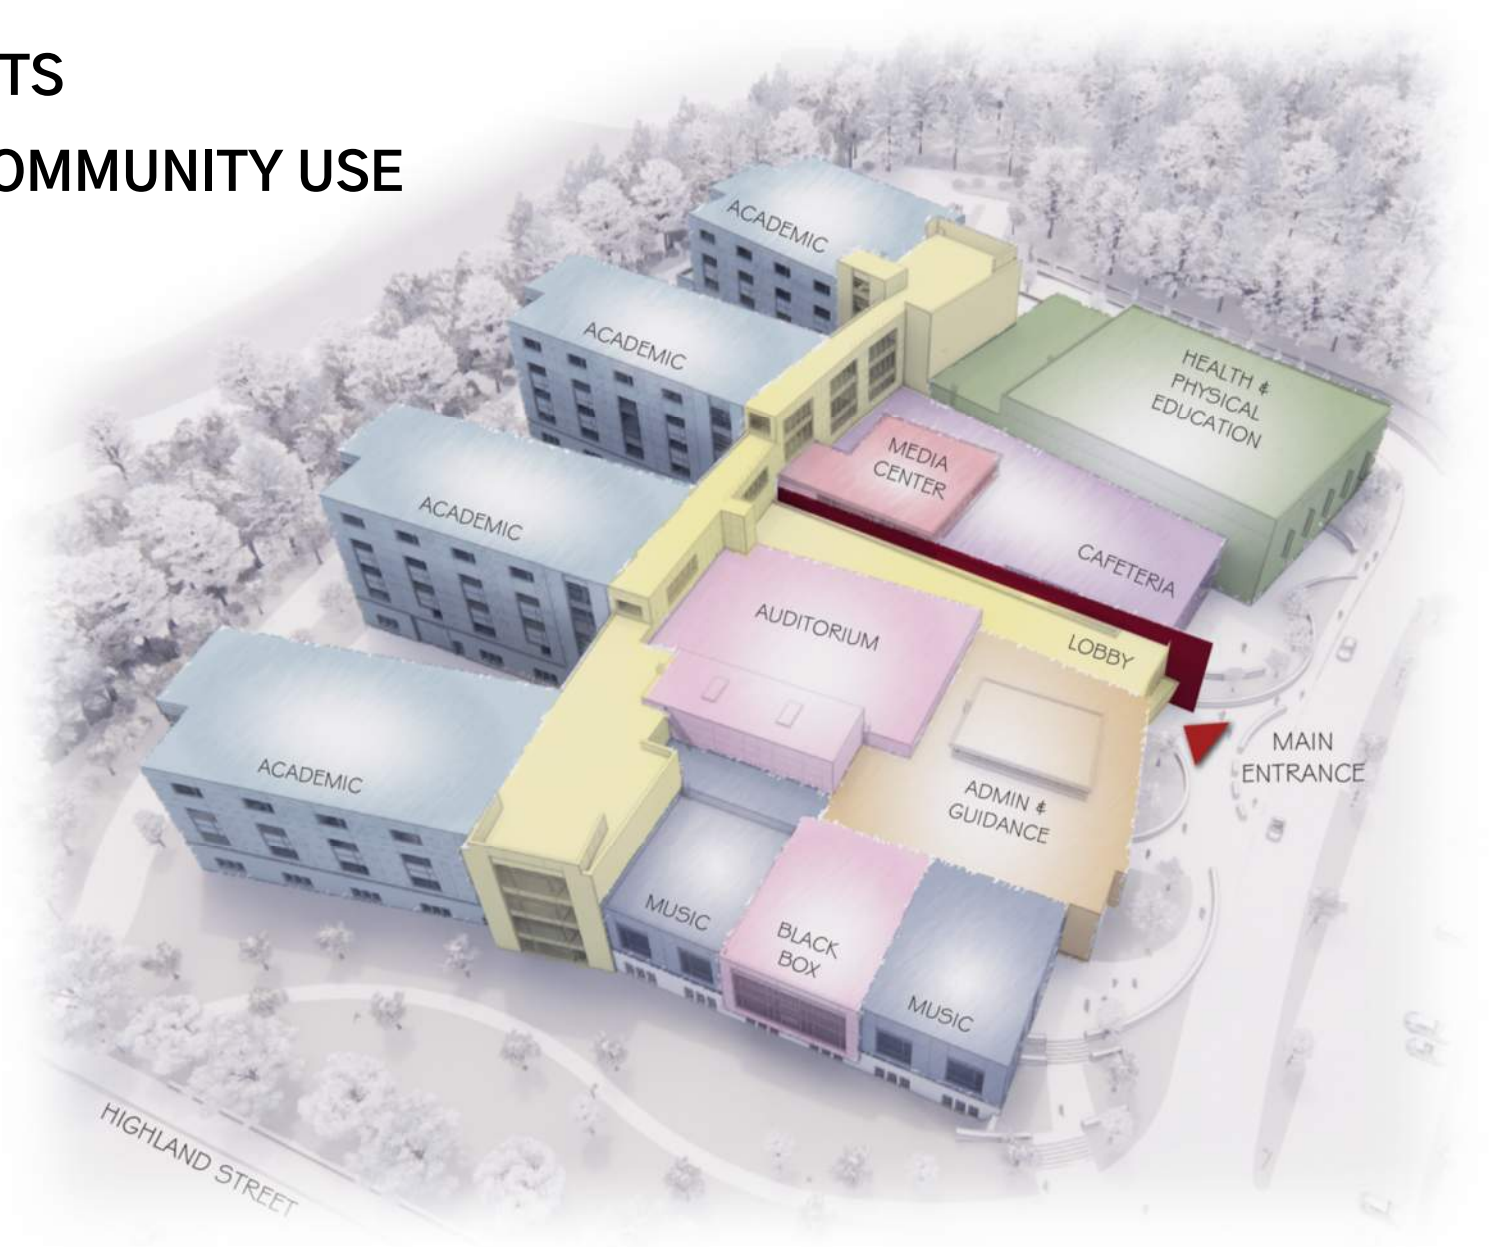 TS
OMMUNITY USE
ACADEMIC
ACADEMIC
HEALTH &
PHYSICAL
EDUCATION
MEDIA
CENTER
ACADEMIC
CAFETERIA
AUDITORIUM
LOBBY
MAIN
ENTRANCE
ACADEMIC
ADMIN &
GUIDANCE
MUSIC
BLACK
BOX
MUSIC
HIGHLAND STREET